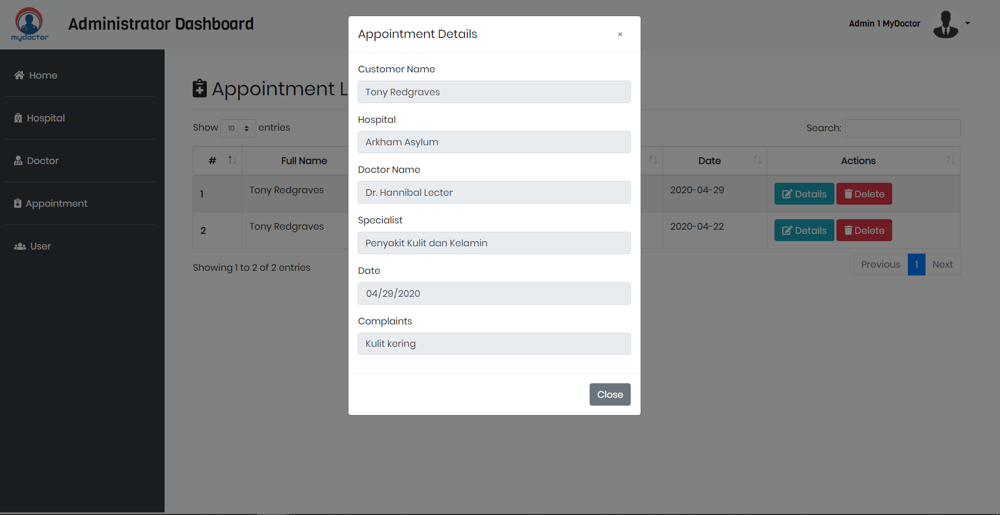 mydoctor
Administrator Dashboard
Admin 1 MyDoctor
Home
Hospital
Doctor
Appointment
User
Appointment L
Show 10 entries
Search:
# Full Name Date Actions
1 Tony Redgraves 2020-04-29 Details Delete
2 Tony Redgraves 2020-04-22 Details Delete
Showing 1 to 2 of 2 entries
Previous 1 Next
Appointment Details ×
Customer Name
Tony Redgraves
Hospital
Arkham Asylum
Doctor Name
Dr. Hannibal Lecter
Specialist
Penyakit Kulit dan Kelamin
Date
04/29/2020
Complaints
Kulit kering
Close